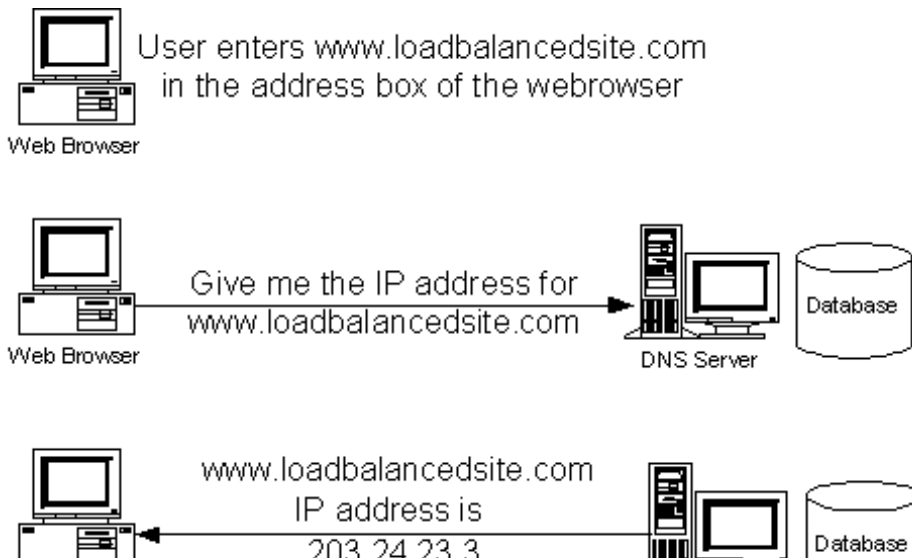 User enters www.loadbalancedsite.com
in the address box of the webrowser
Web Browser
Give me the IP address for
www.loadbalancedsite.com
Database
Web Browser
DNS Server
www.loadbalancedsite.com
IP address is
203.24.23.3
Database